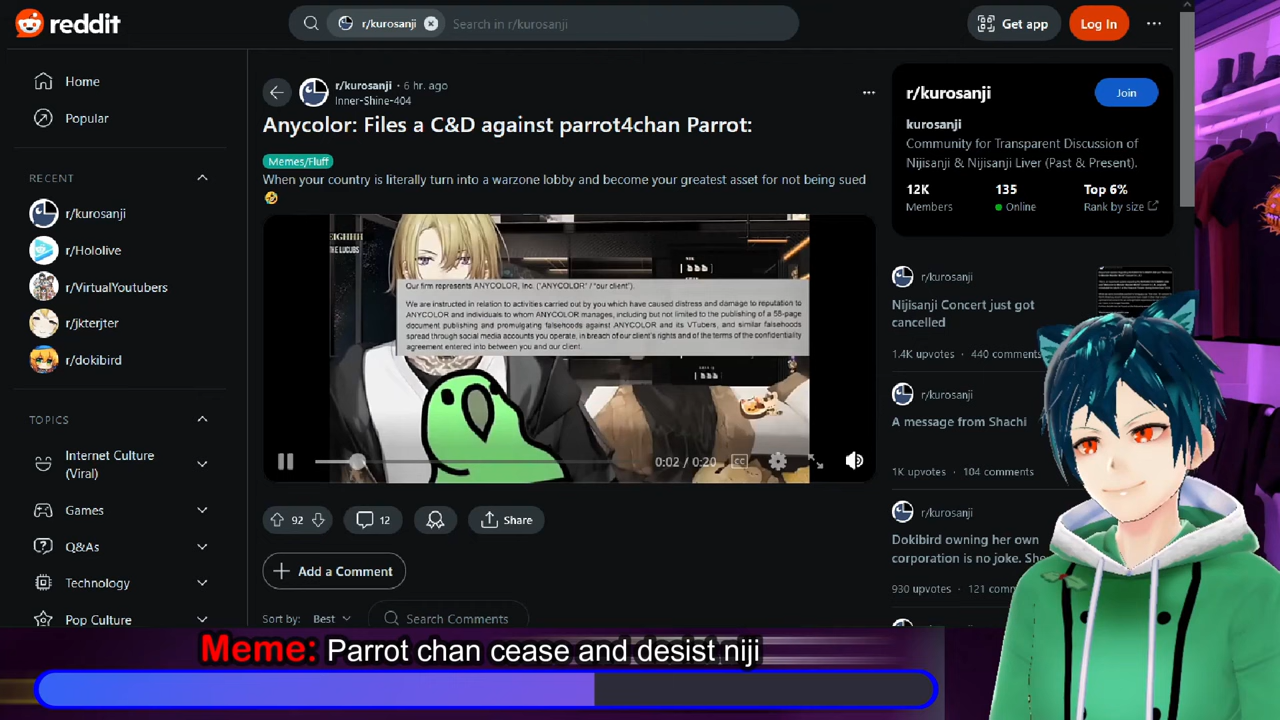 reddit
r/kurosanji
Search in r/kurosanji
Get app
Log In
Home
Popular
RECENT
r/kurosanji
r/Hololive
r/VirtualYoutubers
r/jkterjter
r/dokibird
TOPICS
Internet Culture
(Viral)
Games
Q&As
Technology
Pop Culture
r/kurosanji • 6 hr. ago
Inner-Shine-404
Anycolor: Files a C&D against parrot4chan Parrot:
Memes/Fluff
When your country is literally turn into a warzone lobby and become your greatest asset for not being sued
THE LUCUBS
Our firm represents ANYCOLOR, Inc. ("ANYCOLOR" / "our client").
We are instructed in relation to activities carried out by you which have caused distress and damage to reputation to
ANYCOLOR and individuals to whom ANYCOLOR manages, including but not limited to the publishing of a 58-page
document publishing and promulgating falsehoods against ANYCOLOR and its VTubers, and similar falsehoods
spread through social media accounts you operate, in breach of our client's rights and of the terms of the confidentiality
agreement entered into between you and our client.
0:02 / 0:20
CC
92
12
Share
Add a Comment
Sort by: Best
Search Comments
r/kurosanji
Join
kurosanji
Community for Transparent Discussion of
Nijisanji & Nijisanji Liver (Past & Present).
12K
135
Top 6%
Members
Online
Rank by size
r/kurosanji
Nijisanji Concert just got
cancelled
1.4K upvotes • 440 comments
r/kurosanji
A message from Shachi
1K upvotes • 104 comments
r/kurosanji
Dokibird owning her own
corporation is no joke. She
930 upvotes • 121 comm
Meme: Parrot chan cease and desist niji